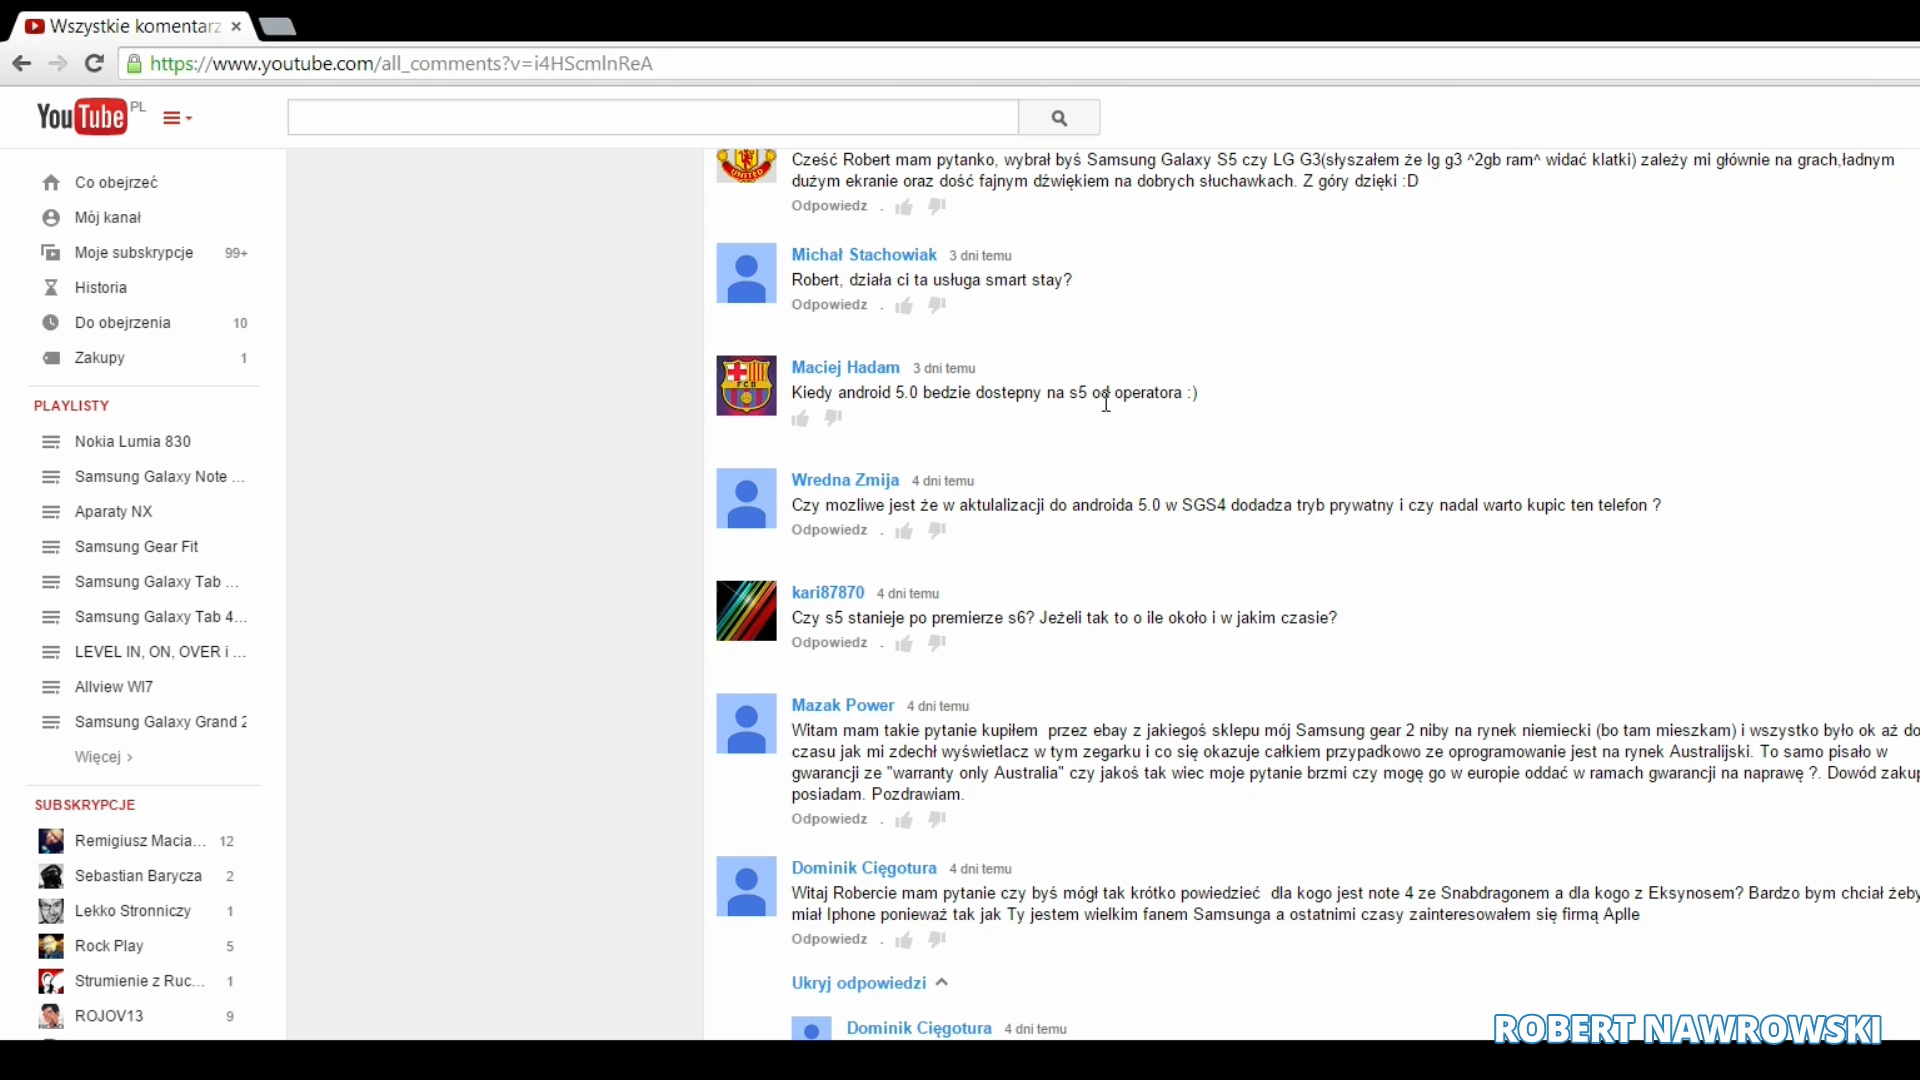 Wszystkie komentarz
https://www.youtube.com/all_comments?v=i4HScmlnReA
YouTube PL
Co obejrzeć
Mój kanał
Moje subskrypcje 99+
Historia
Do obejrzenia 10
Zakupy 1
PLAYLISTY
Nokia Lumia 830
Samsung Galaxy Note ...
Aparaty NX
Samsung Gear Fit
Samsung Galaxy Tab ...
Samsung Galaxy Tab 4...
LEVEL IN, ON, OVER i ...
Allview WI7
Samsung Galaxy Grand 2
Więcej ›
SUBSKRYPCJE
Remigiusz Macia... 12
Sebastian Barycza 2
Lekko Stronniczy 1
Rock Play 5
Strumienie z Ruc... 1
ROJOV13 9
UNITED
Cześć Robert mam pytanko, wybrał byś Samsung Galaxy S5 czy LG G3(słyszałem że lg g3 ^2gb ram^ widać klatki) zależy mi głównie na grach,ładnym
dużym ekranie oraz dość fajnym dźwiękiem na dobrych słuchawkach. Z góry dzięki :D
Odpowiedz .
Michał Stachowiak 3 dni temu
Robert, działa ci ta usługa smart stay?
Odpowiedz .
FCB
Maciej Hadam 3 dni temu
Kiedy android 5.0 bedzie dostepny na s5 od operatora :)
Wredna Zmija 4 dni temu
Czy mozliwe jest że w aktulalizacji do androida 5.0 w SGS4 dodadza tryb prywatny i czy nadal warto kupic ten telefon ?
Odpowiedz .
kari87870 4 dni temu
Czy s5 stanieje po premierze s6? Jeżeli tak to o ile około i w jakim czasie?
Odpowiedz .
Mazak Power 4 dni temu
Witam mam takie pytanie kupiłem przez ebay z jakiegoś sklepu mój Samsung gear 2 niby na rynek niemiecki (bo tam mieszkam) i wszystko było ok aż do
czasu jak mi zdechł wyświetlacz w tym zegarku i co się okazuje całkiem przypadkowo ze oprogramowanie jest na rynek Australijski. To samo pisało w
gwarancji ze "warranty only Australia" czy jakoś tak wiec moje pytanie brzmi czy mogę go w europie oddać w ramach gwarancji na naprawę ?. Dowód zakup
posiadam. Pozdrawiam.
Odpowiedz .
Dominik Cięgotura 4 dni temu
Witaj Robercie mam pytanie czy byś mógł tak krótko powiedzieć dla kogo jest note 4 ze Snabdragonem a dla kogo z Eksynosem? Bardzo bym chciał żeby
miał Iphone ponieważ tak jak Ty jestem wielkim fanem Samsunga a ostatnimi czasy zainteresowałem się firmą Aplle
Odpowiedz .
Ukryj odpowiedzi
Dominik Cięgotura 4 dni temu
ROBERT NAWROWSKI